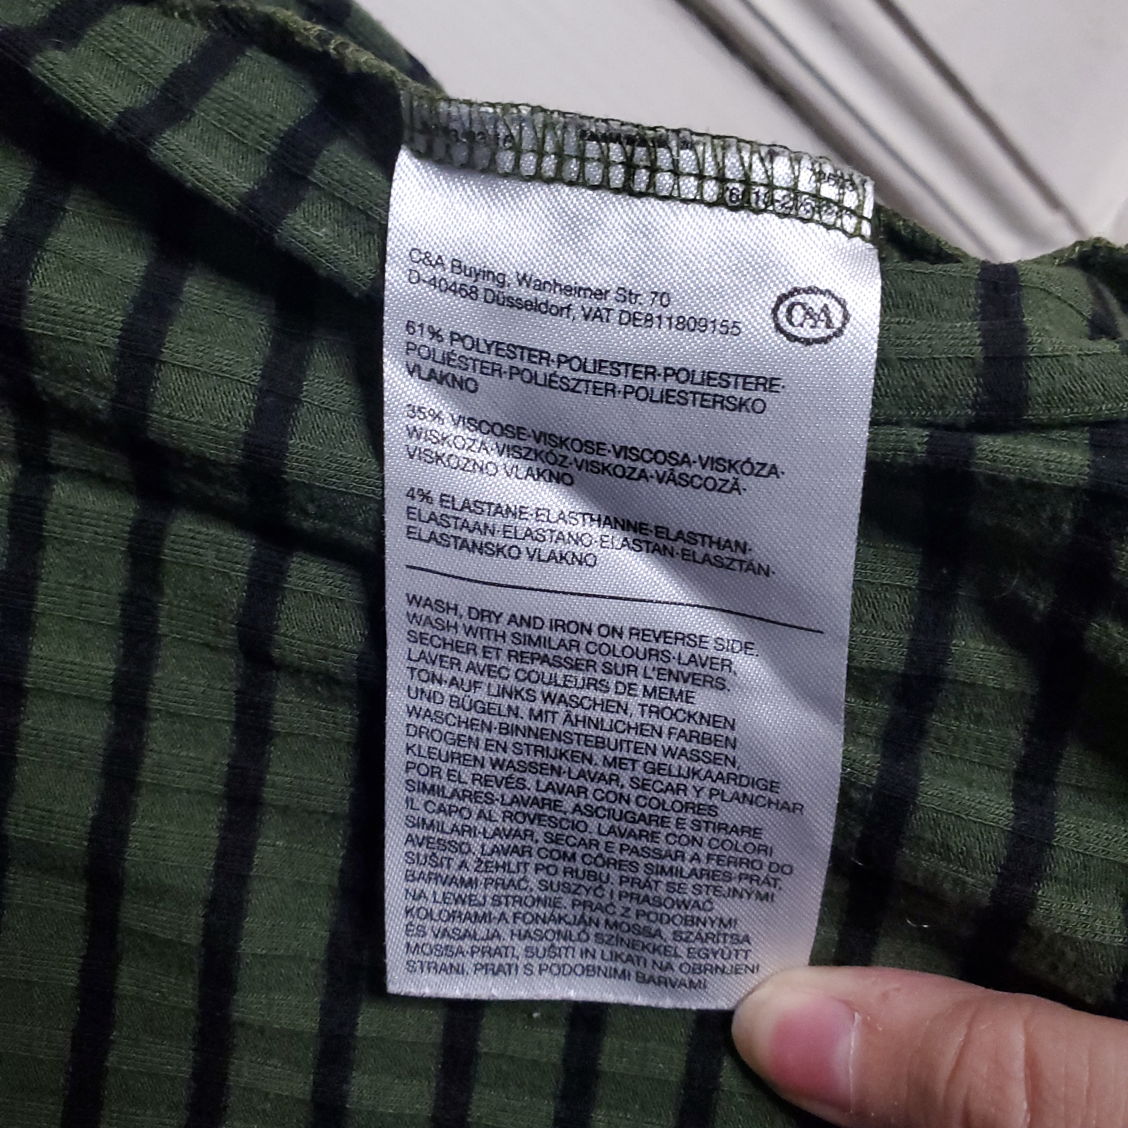 C&A Buying, Wanheimer Str. 70
D-40468 Düsseldorf, VAT DE811809155
C&A
61% POLYESTER·POLIESTER·POLIESTERE·
POLIÉSTER·POLIÉSZTER·POLIESTERSKO
VLAKNO
35% VISCOSE·VISKOSE·VISCOSA·VISKÓZA·
WISKOZA·VISZKÓZ·VISKOZA·VÂSCOZĂ·
VISKOZNO VLAKNO
4% ELASTANE·ELASTHANNE·ELASTHAN·
ELASTAAN·ELASTANO·ELASTAN·ELASZTÁN·
ELASTANSKO VLAKNO
WASH, DRY AND IRON ON REVERSE SIDE.
WASH WITH SIMILAR COLOURS·LAVER,
SECHER ET REPASSER SUR L'ENVERS.
LAVER AVEC COULEURS DE MEME
TON·AUF LINKS WASCHEN, TROCKNEN
UND BÜGELN. MIT ÄHNLICHEN FARBEN
WASCHEN·BINNENSTEBUITEN WASSEN,
DROGEN EN STRIJKEN. MET GELIJKAARDIGE
KLEUREN WASSEN·LAVAR, SECAR Y PLANCHAR
POR EL REVÉS. LAVAR CON COLORES
SIMILARES·LAVARE, ASCIUGARE E STIRARE
IL CAPO AL ROVESCIO. LAVARE CON COLORI
SIMILARI·LAVAR, SECAR E PASSAR A FERRO DO
AVESSO. LAVAR COM CÔRES SIMILARES·PRÁT,
SUŠIT A ŽEHLIT PO RUBU. PRÁT SE STEJNÝMI
BARVAMI·PRAĆ, SUSZYĆ I PRASOWAĆ
NA LEWEJ STRONIE. PRAĆ Z PODOBNYMI
KOLORAMI·A FONÁKJÁN MOSSA, SZÁRÍTSA
ÉS VASALJA. HASONLÓ SZÍNEKKEL EGYÜTT
MOSSA·PRATI, SUŠITI IN LIKATI NA OBRNJENI
STRANI. PRATI S PODOBNIMI BARVAMI